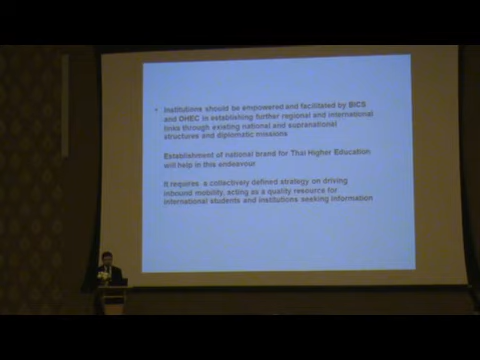 • Institutions should be empowered and facilitated by BICS
and OHEC in establishing further regional and international
links through existing national and supranational
structures and diplomatic missions
Establishment of national brand for Thai Higher Education
will help in this endeavour
It requires a collectively defined strategy on driving
inbound mobility, acting as a quality resource for
international students and institutions seeking information